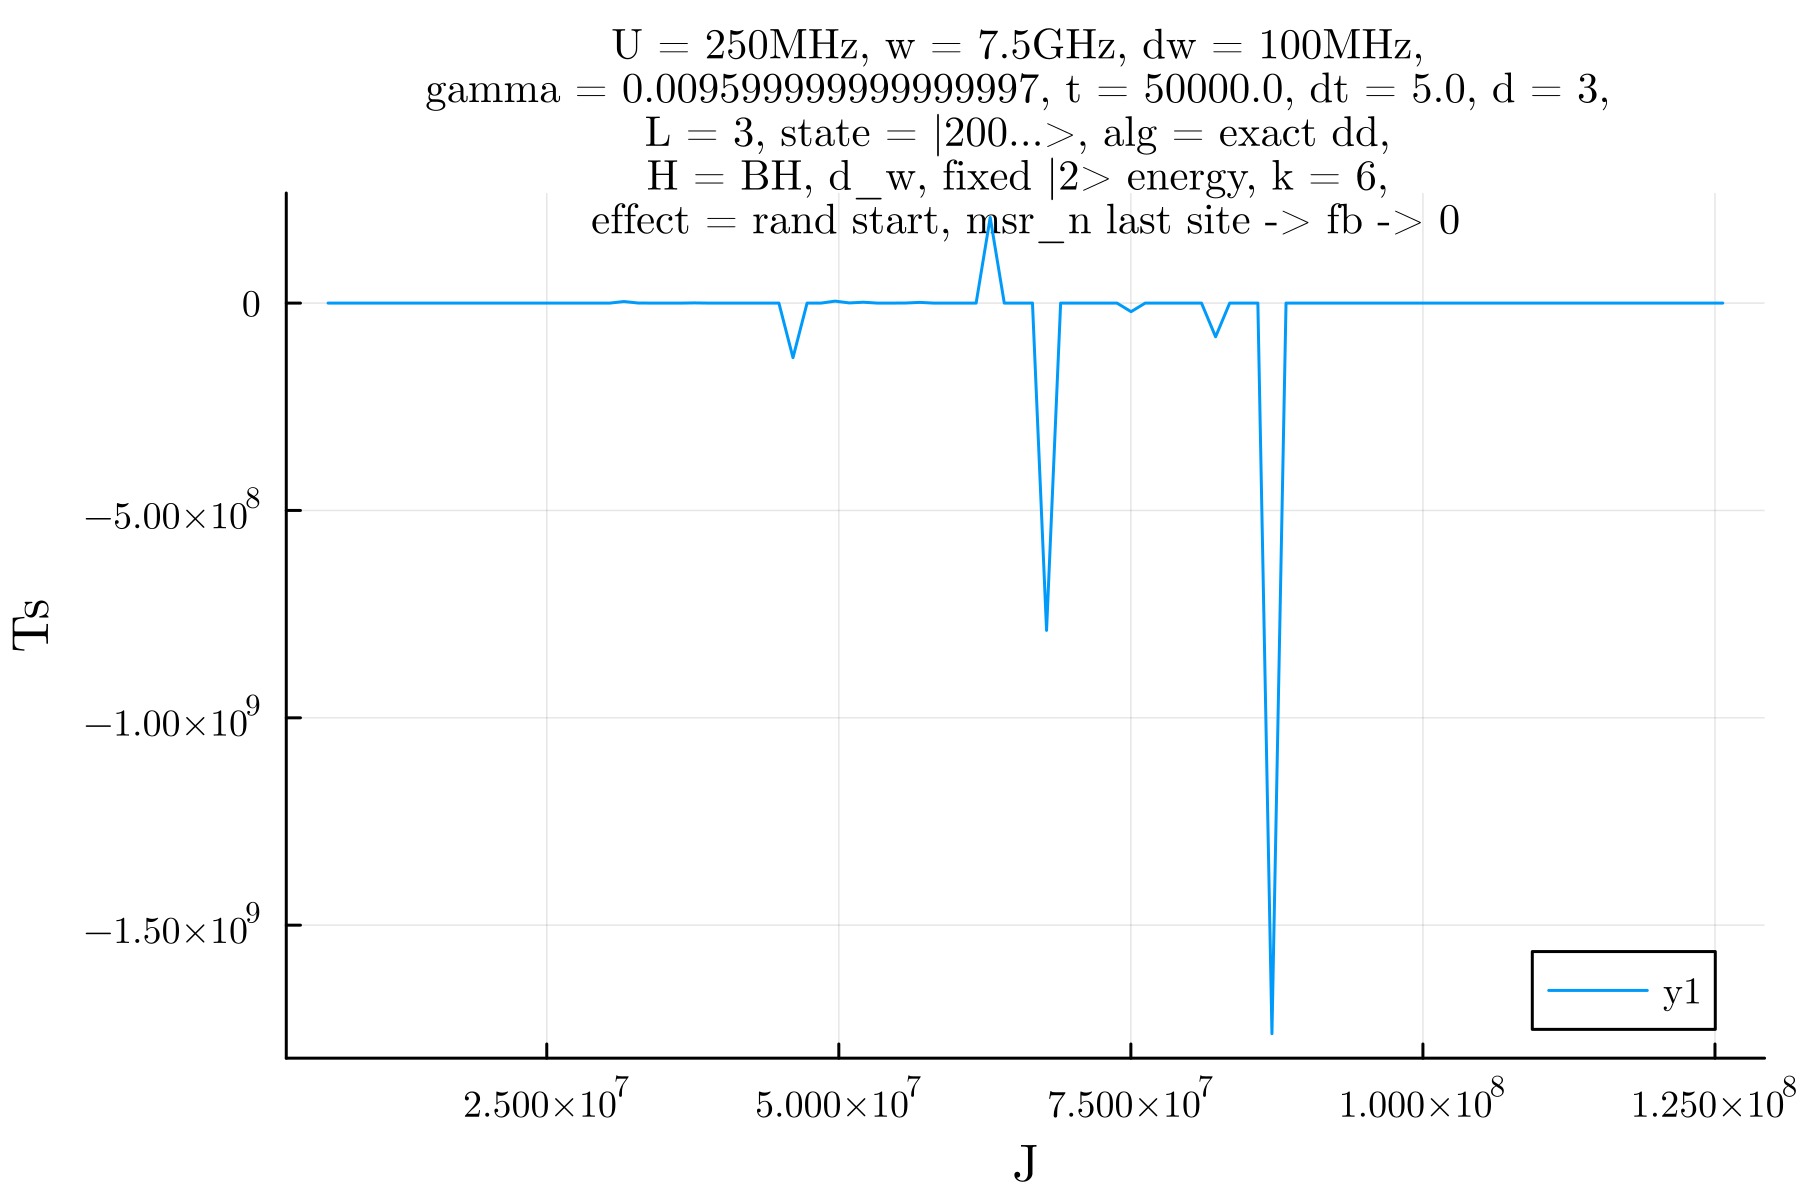 U = 250MHz, w = 7.5GHz, dw = 100MHz,
gamma = 0.009599999999999997, t = 50000.0, dt = 5.0, d = 3,
L = 3, state = |200...>, alg = exact dd,
H = BH, d_w, fixed |2> energy, k = 6,
effect = rand start, msr_n last site -> fb -> 0
0
−5.00×10^8
−1.00×10^9
−1.50×10^9
Ts
y1
2.500×10^7
5.000×10^7
7.500×10^7
1.000×10^8
1.250×10^8
J